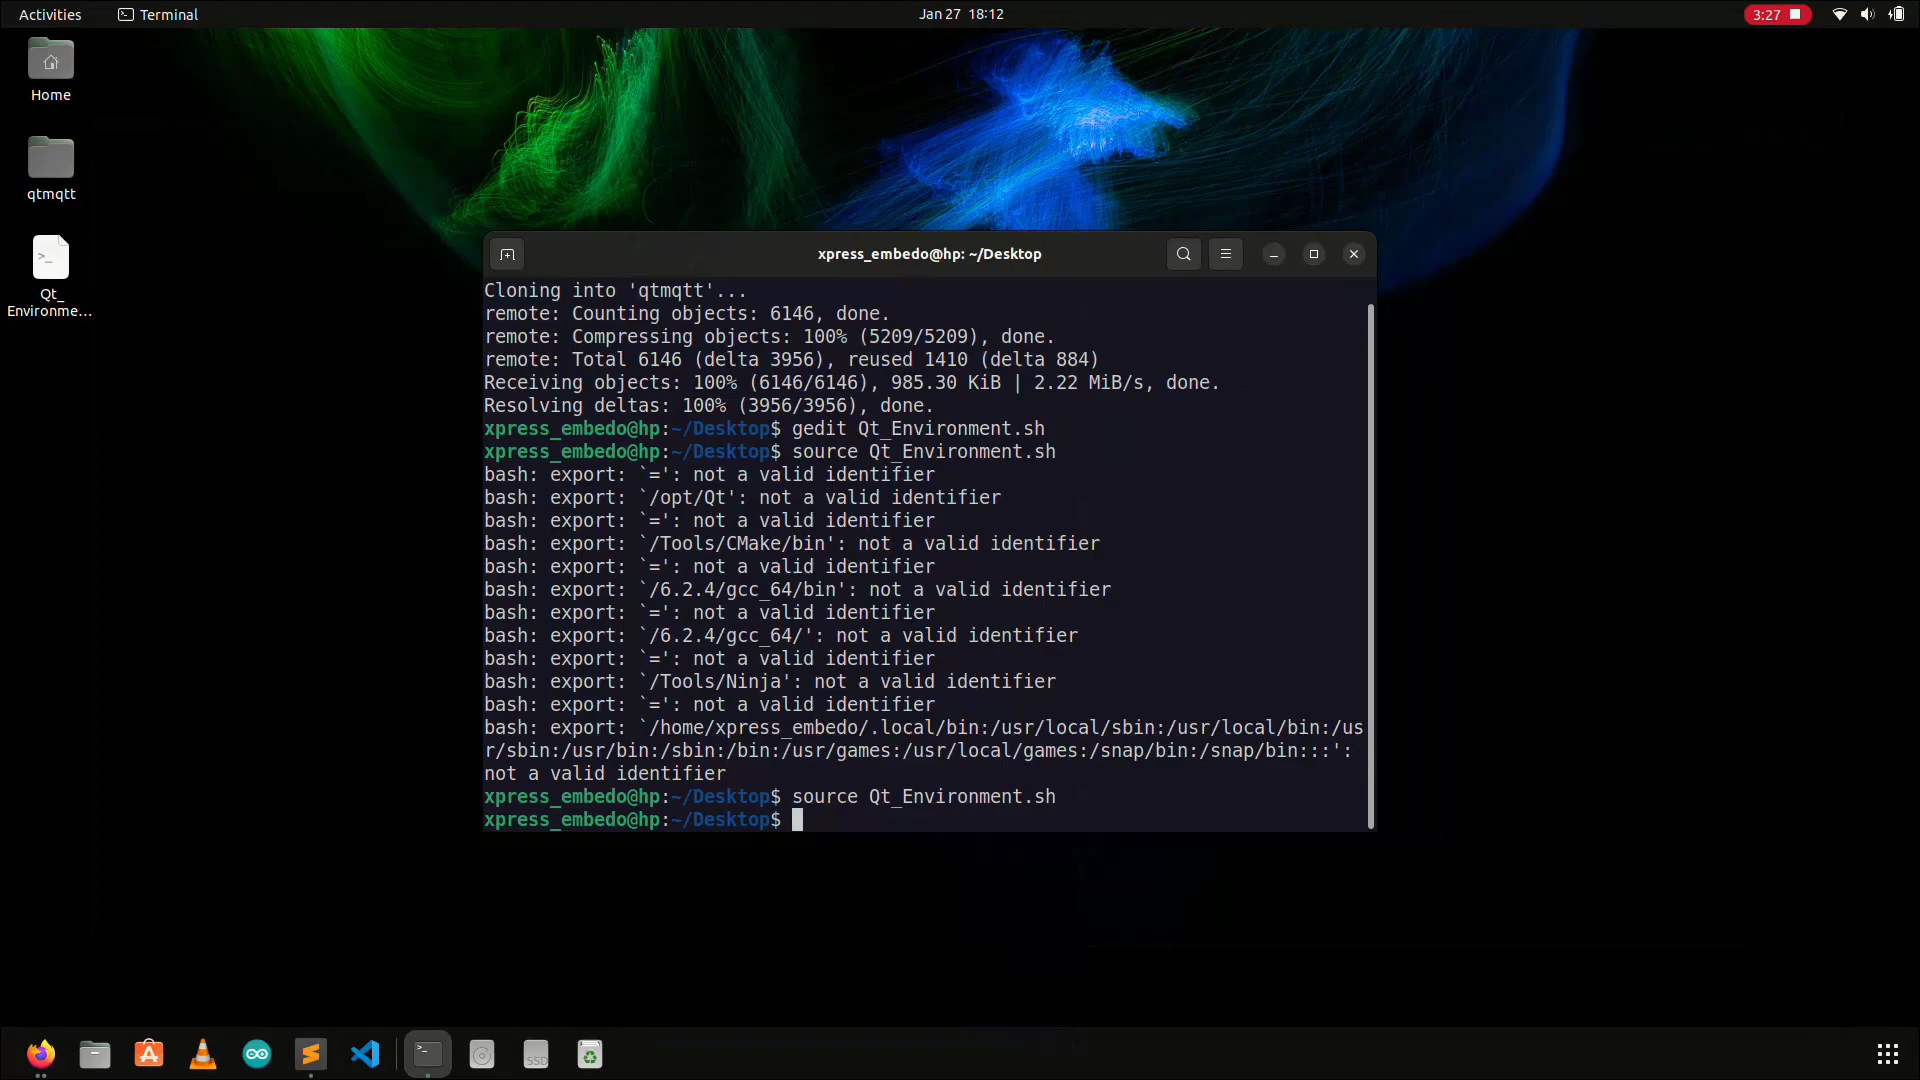 Activities
Terminal
Jan 27 18:12
3:27
Home
qtmqtt
Qt_
Environme...
xpress_embedo@hp: ~/Desktop
Cloning into 'qtmqtt'...
remote: Counting objects: 6146, done.
remote: Compressing objects: 100% (5209/5209), done.
remote: Total 6146 (delta 3956), reused 1410 (delta 884)
Receiving objects: 100% (6146/6146), 985.30 KiB | 2.22 MiB/s, done.
Resolving deltas: 100% (3956/3956), done.
xpress_embedo@hp:~/Desktop$ gedit Qt_Environment.sh
xpress_embedo@hp:~/Desktop$ source Qt_Environment.sh
bash: export: `=': not a valid identifier
bash: export: `/opt/Qt': not a valid identifier
bash: export: `=': not a valid identifier
bash: export: `/Tools/CMake/bin': not a valid identifier
bash: export: `=': not a valid identifier
bash: export: `/6.2.4/gcc_64/bin': not a valid identifier
bash: export: `=': not a valid identifier
bash: export: `/6.2.4/gcc_64/': not a valid identifier
bash: export: `=': not a valid identifier
bash: export: `/Tools/Ninja': not a valid identifier
bash: export: `=': not a valid identifier
bash: export: `/home/xpress_embedo/.local/bin:/usr/local/sbin:/usr/local/bin:/us
r/sbin:/usr/bin:/sbin:/bin:/usr/games:/usr/local/games:/snap/bin:/snap/bin:::':
not a valid identifier
xpress_embedo@hp:~/Desktop$ source Qt_Environment.sh
xpress_embedo@hp:~/Desktop$
SSD